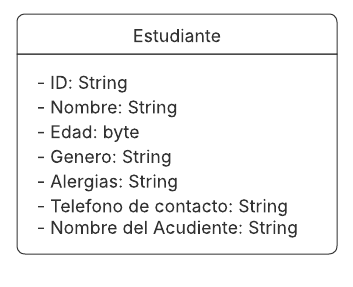 Estudiante
- ID: String
- Nombre: String
- Edad: byte
- Genero: String
- Alergias: String
- Telefono de contacto: String
- Nombre del Acudiente: String